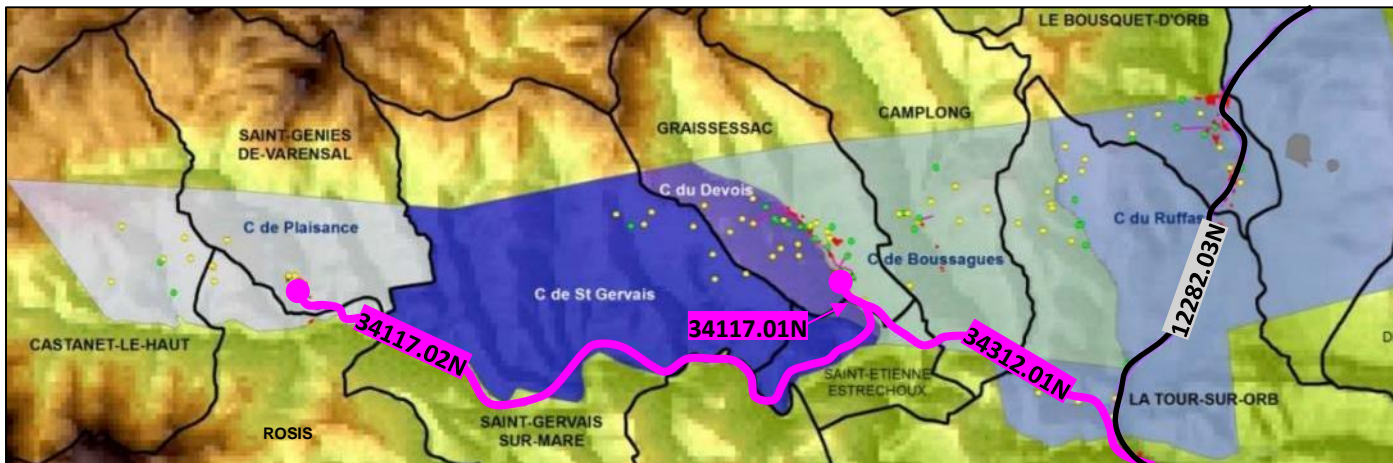 LE BOUSQUET-D'ORB
CAMPLONG
GRAISSESSAC
SAINT-GENIES
DE-VARENSAL
C du Devois
C de Plaisance
C du Ruffas
C de Boussagues
C de St Gervais
12282.03N
34117.01N
34117.02N
34312.01N
CASTANET-LE-HAUT
SAINT-ETIENNE
ESTRECHOUX
LA TOUR-SUR-ORB
SAINT-GERVAIS
SUR-MARE
ROSIS
D